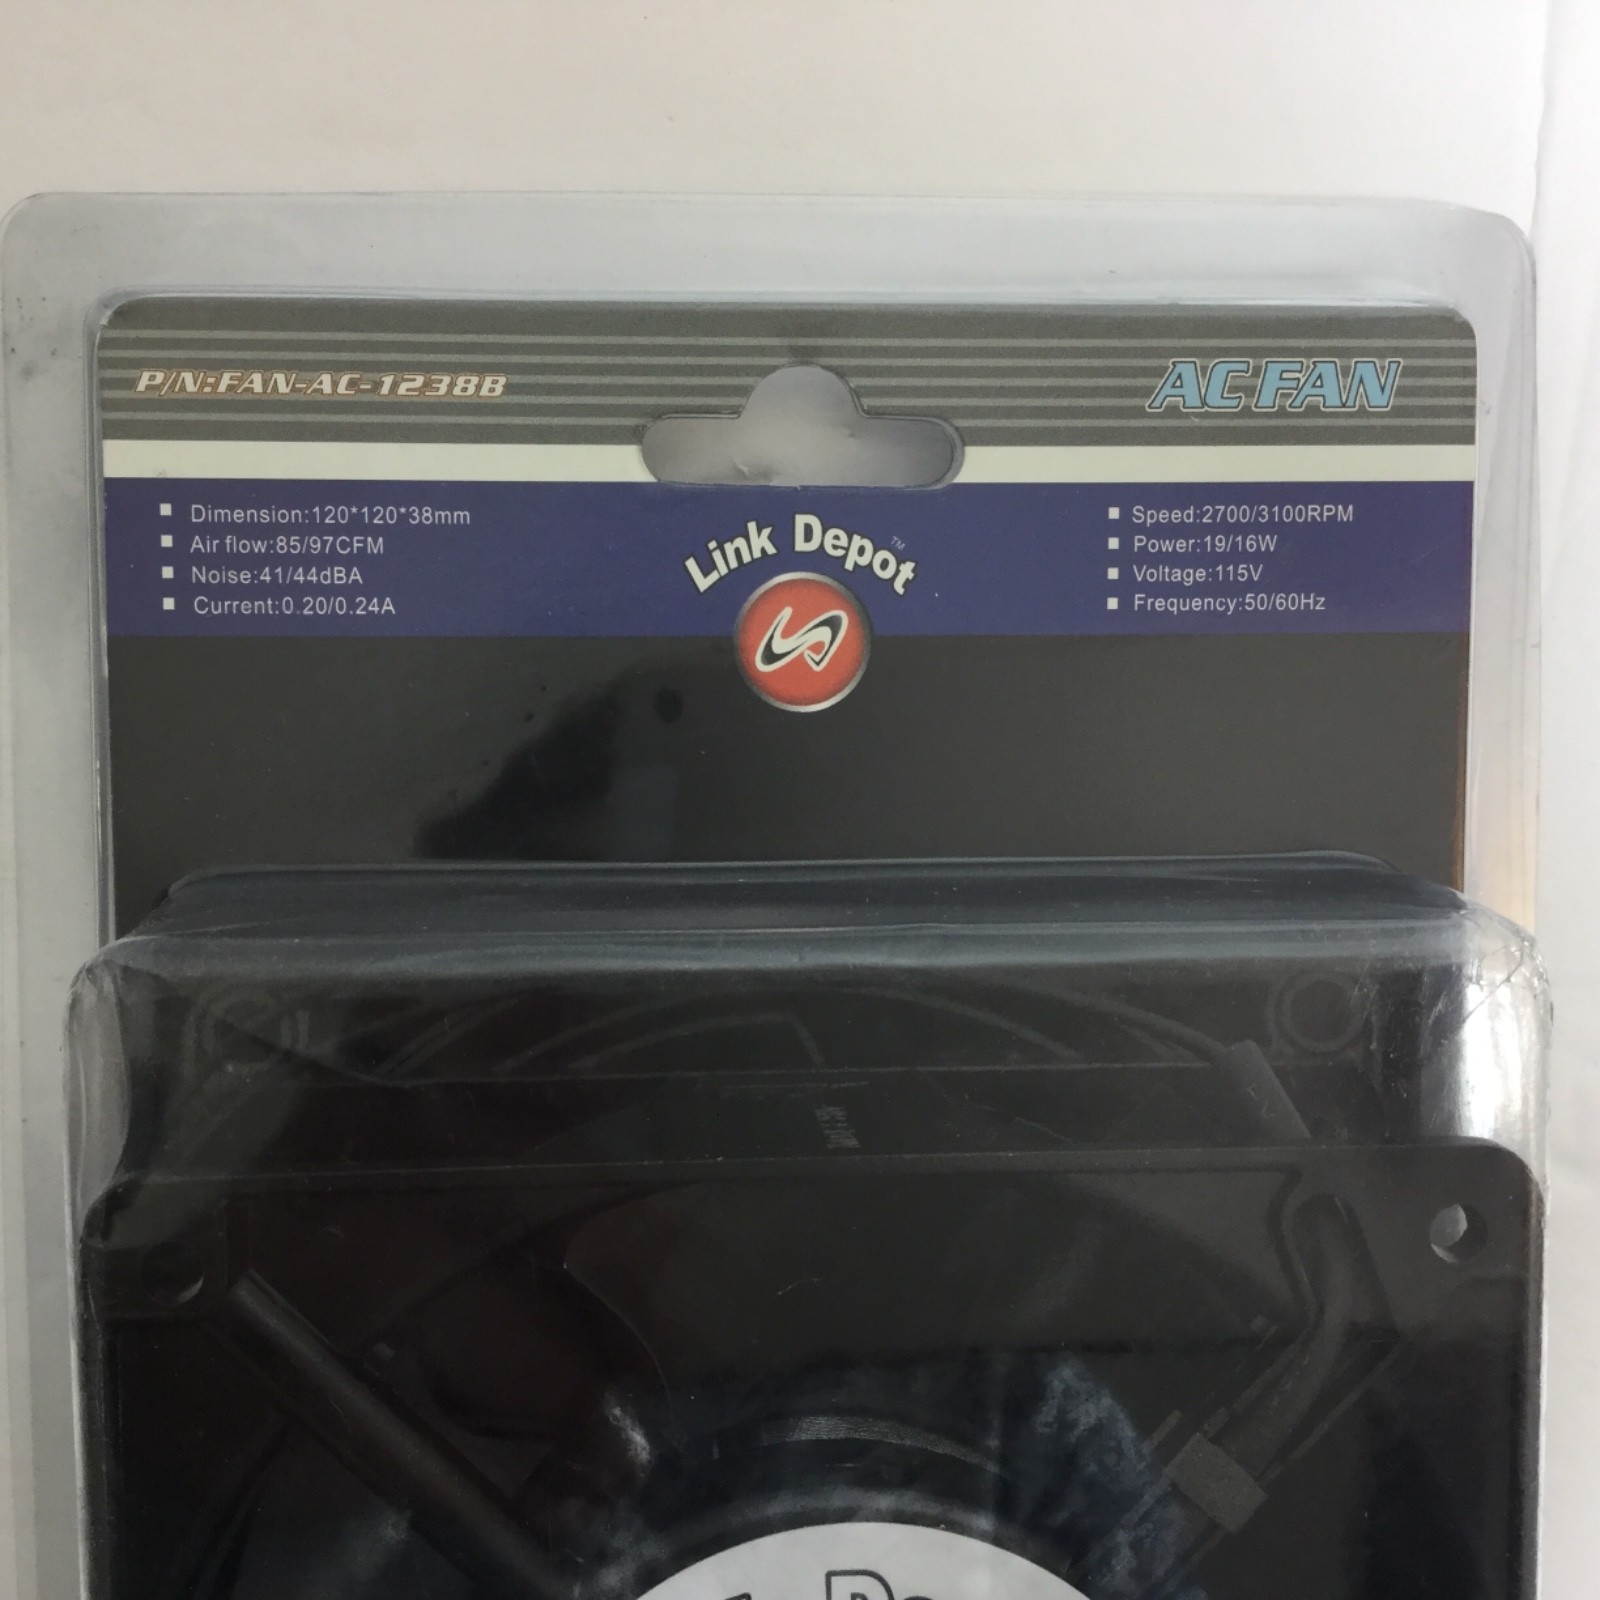 P/N:FAN-AC-1238B
AC FAN
Dimension:120*120*38mm
Air flow:85/97CFM
Noise:41/44dBA
Current:0.20/0.24A
Link Depot™
Speed:2700/3100RPM
Power:19/16W
Voltage:115V
Frequency:50/60Hz